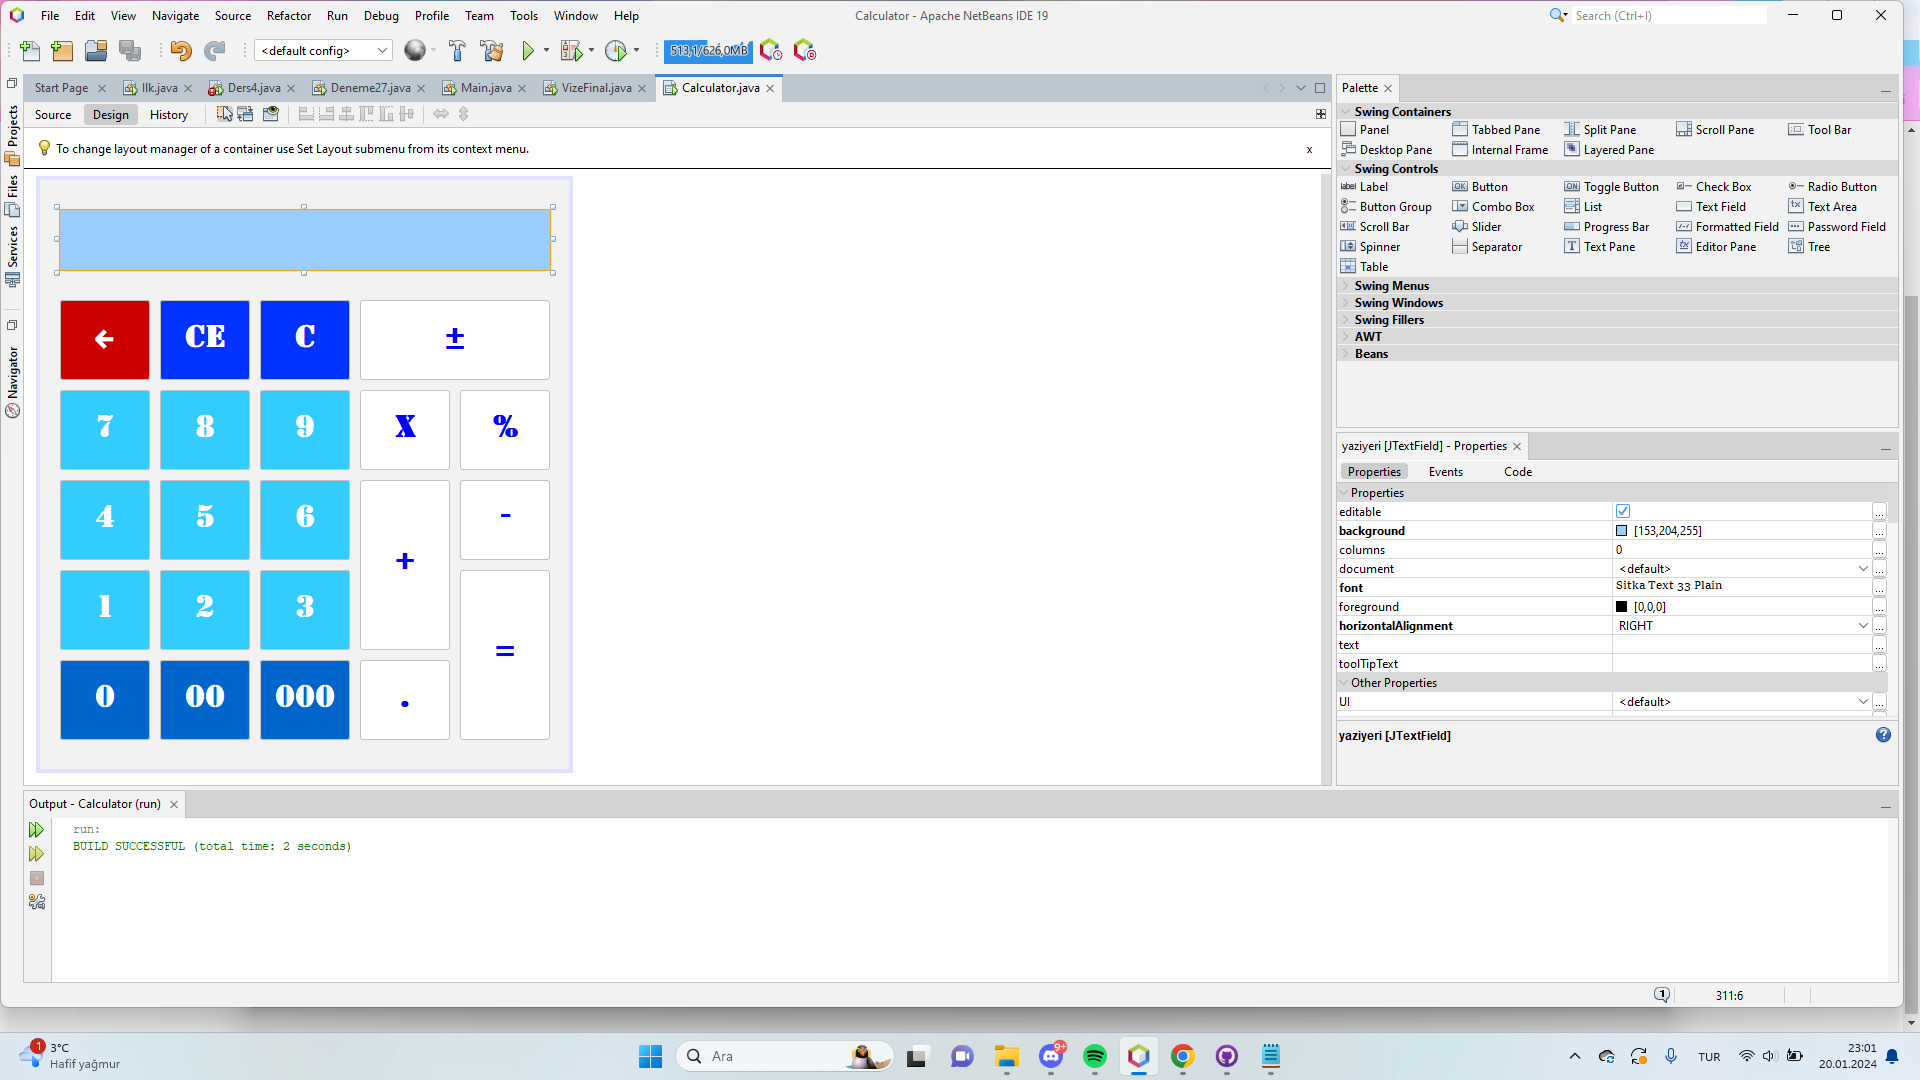 File Edit View Navigate Source Refactor Run Debug Profile Team Tools Window Help
Calculator - Apache NetBeans IDE 19
Search (Ctrl+I)
<default config>
513,1/626,0MB
Start Page
Ilk.java
Ders4.java
Deneme27.java
Main.java
VizeFinal.java
Calculator.java
Source Design History
To change layout manager of a container use Set Layout submenu from its context menu.
x
Projects
Files
Services
Navigator
← CE C ±
7 8 9 X %
4 5 6 + -
1 2 3 =
0 00 000 .
Palette
Swing Containers
Panel Tabbed Pane Split Pane Scroll Pane Tool Bar
Desktop Pane Internal Frame Layered Pane
Swing Controls
label Label OK Button ON Toggle Button Check Box Radio Button
Button Group Combo Box List Text Field Text Area
Scroll Bar Slider Progress Bar Formatted Field Password Field
Spinner Separator Text Pane Editor Pane Tree
Table
Swing Menus
Swing Windows
Swing Fillers
AWT
Beans
yaziyeri [JTextField] - Properties
Properties Events Code
Properties
editable ...
background [153,204,255] ...
columns 0 ...
document <default> ...
font Sitka Text 33 Plain ...
foreground [0,0,0] ...
horizontalAlignment RIGHT ...
text ...
toolTipText ...
Other Properties
UI <default> ...
yaziyeri [JTextField]
?
Output - Calculator (run)
run:
BUILD SUCCESSFUL (total time: 2 seconds)
1
311:6
1
3°C
Hafif yağmur
Ara
9+
TUR
23:01
20.01.2024